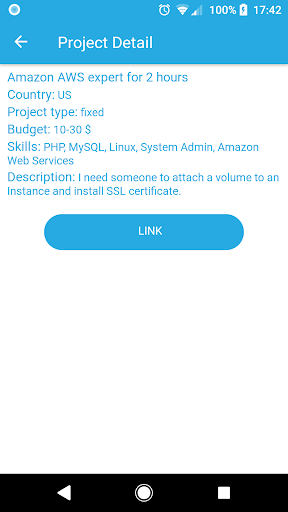 100% 17:42
Project Detail
Amazon AWS expert for 2 hours
Country: US
Project type: fixed
Budget: 10-30 $
Skills: PHP, MySQL, Linux, System Admin, Amazon
Web Services
Description: I need someone to attach a volume to an
Instance and install SSL certificate.
LINK